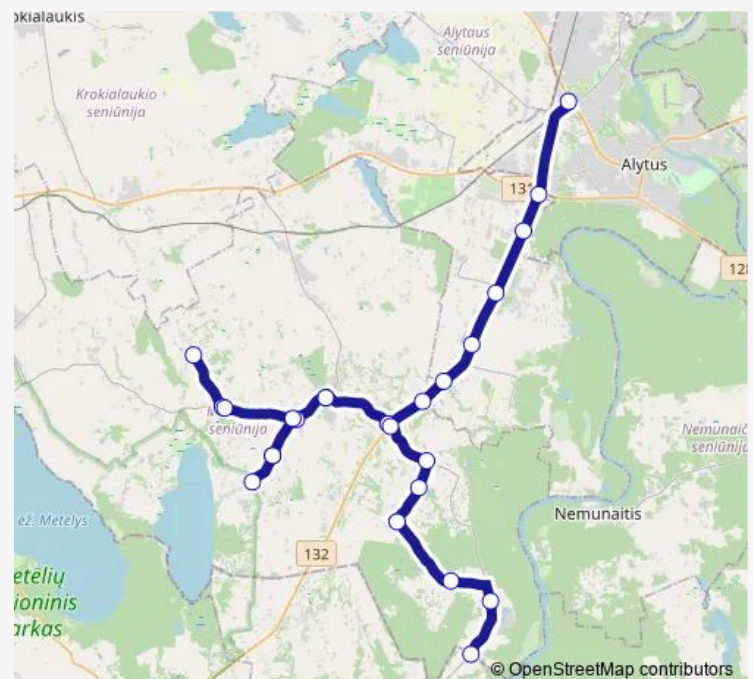 okialaukis
Alytaus
seniūnija
Krokialaukio
seniūnija
Alytus
131
128
seniūnija
Nemunaič
seniūnija
ež. Metelys
Nemunaitis
132
etelių
ioninis
arkas
© OpenStreetMap contributors